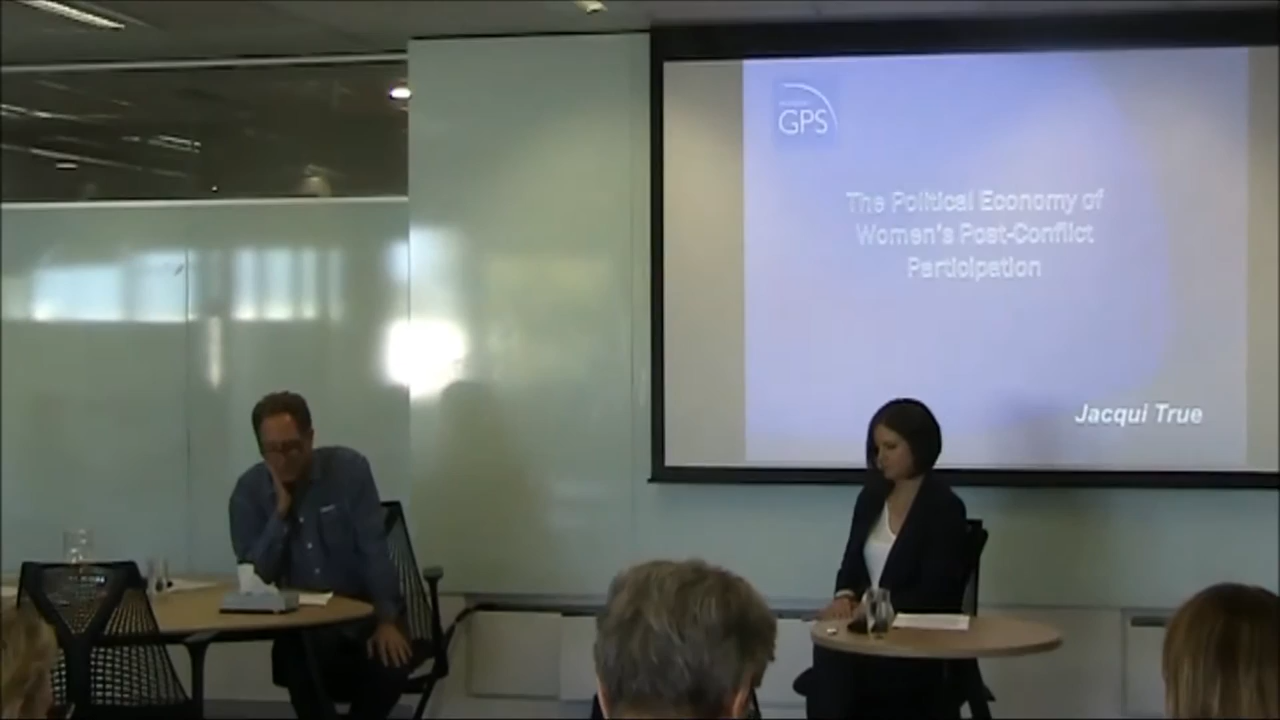 GPS
The Political Economy of
Women's Post-Conflict
Participation
Jacqui True